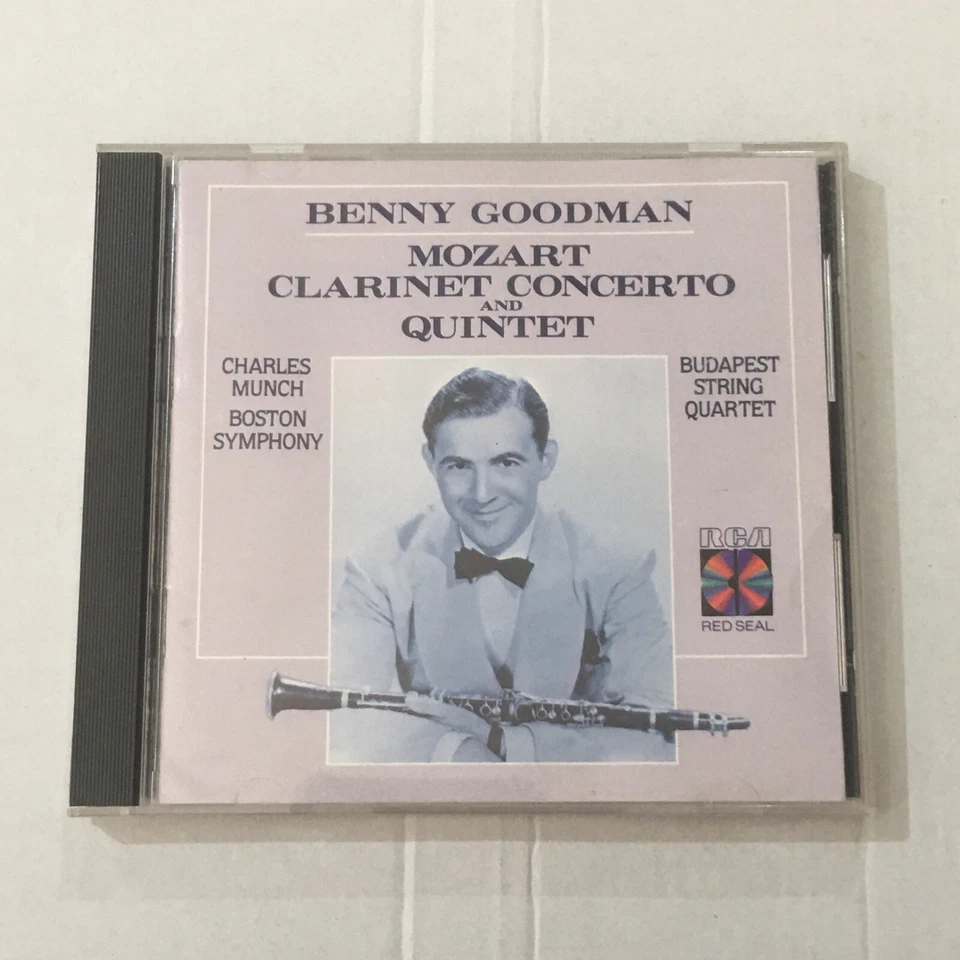 BENNY GOODMAN
MOZART
CLARINET CONCERTO
AND
QUINTET
CHARLES
MUNCH
BOSTON
SYMPHONY
BUDAPEST
STRING
QUARTET
RCA
RED SEAL